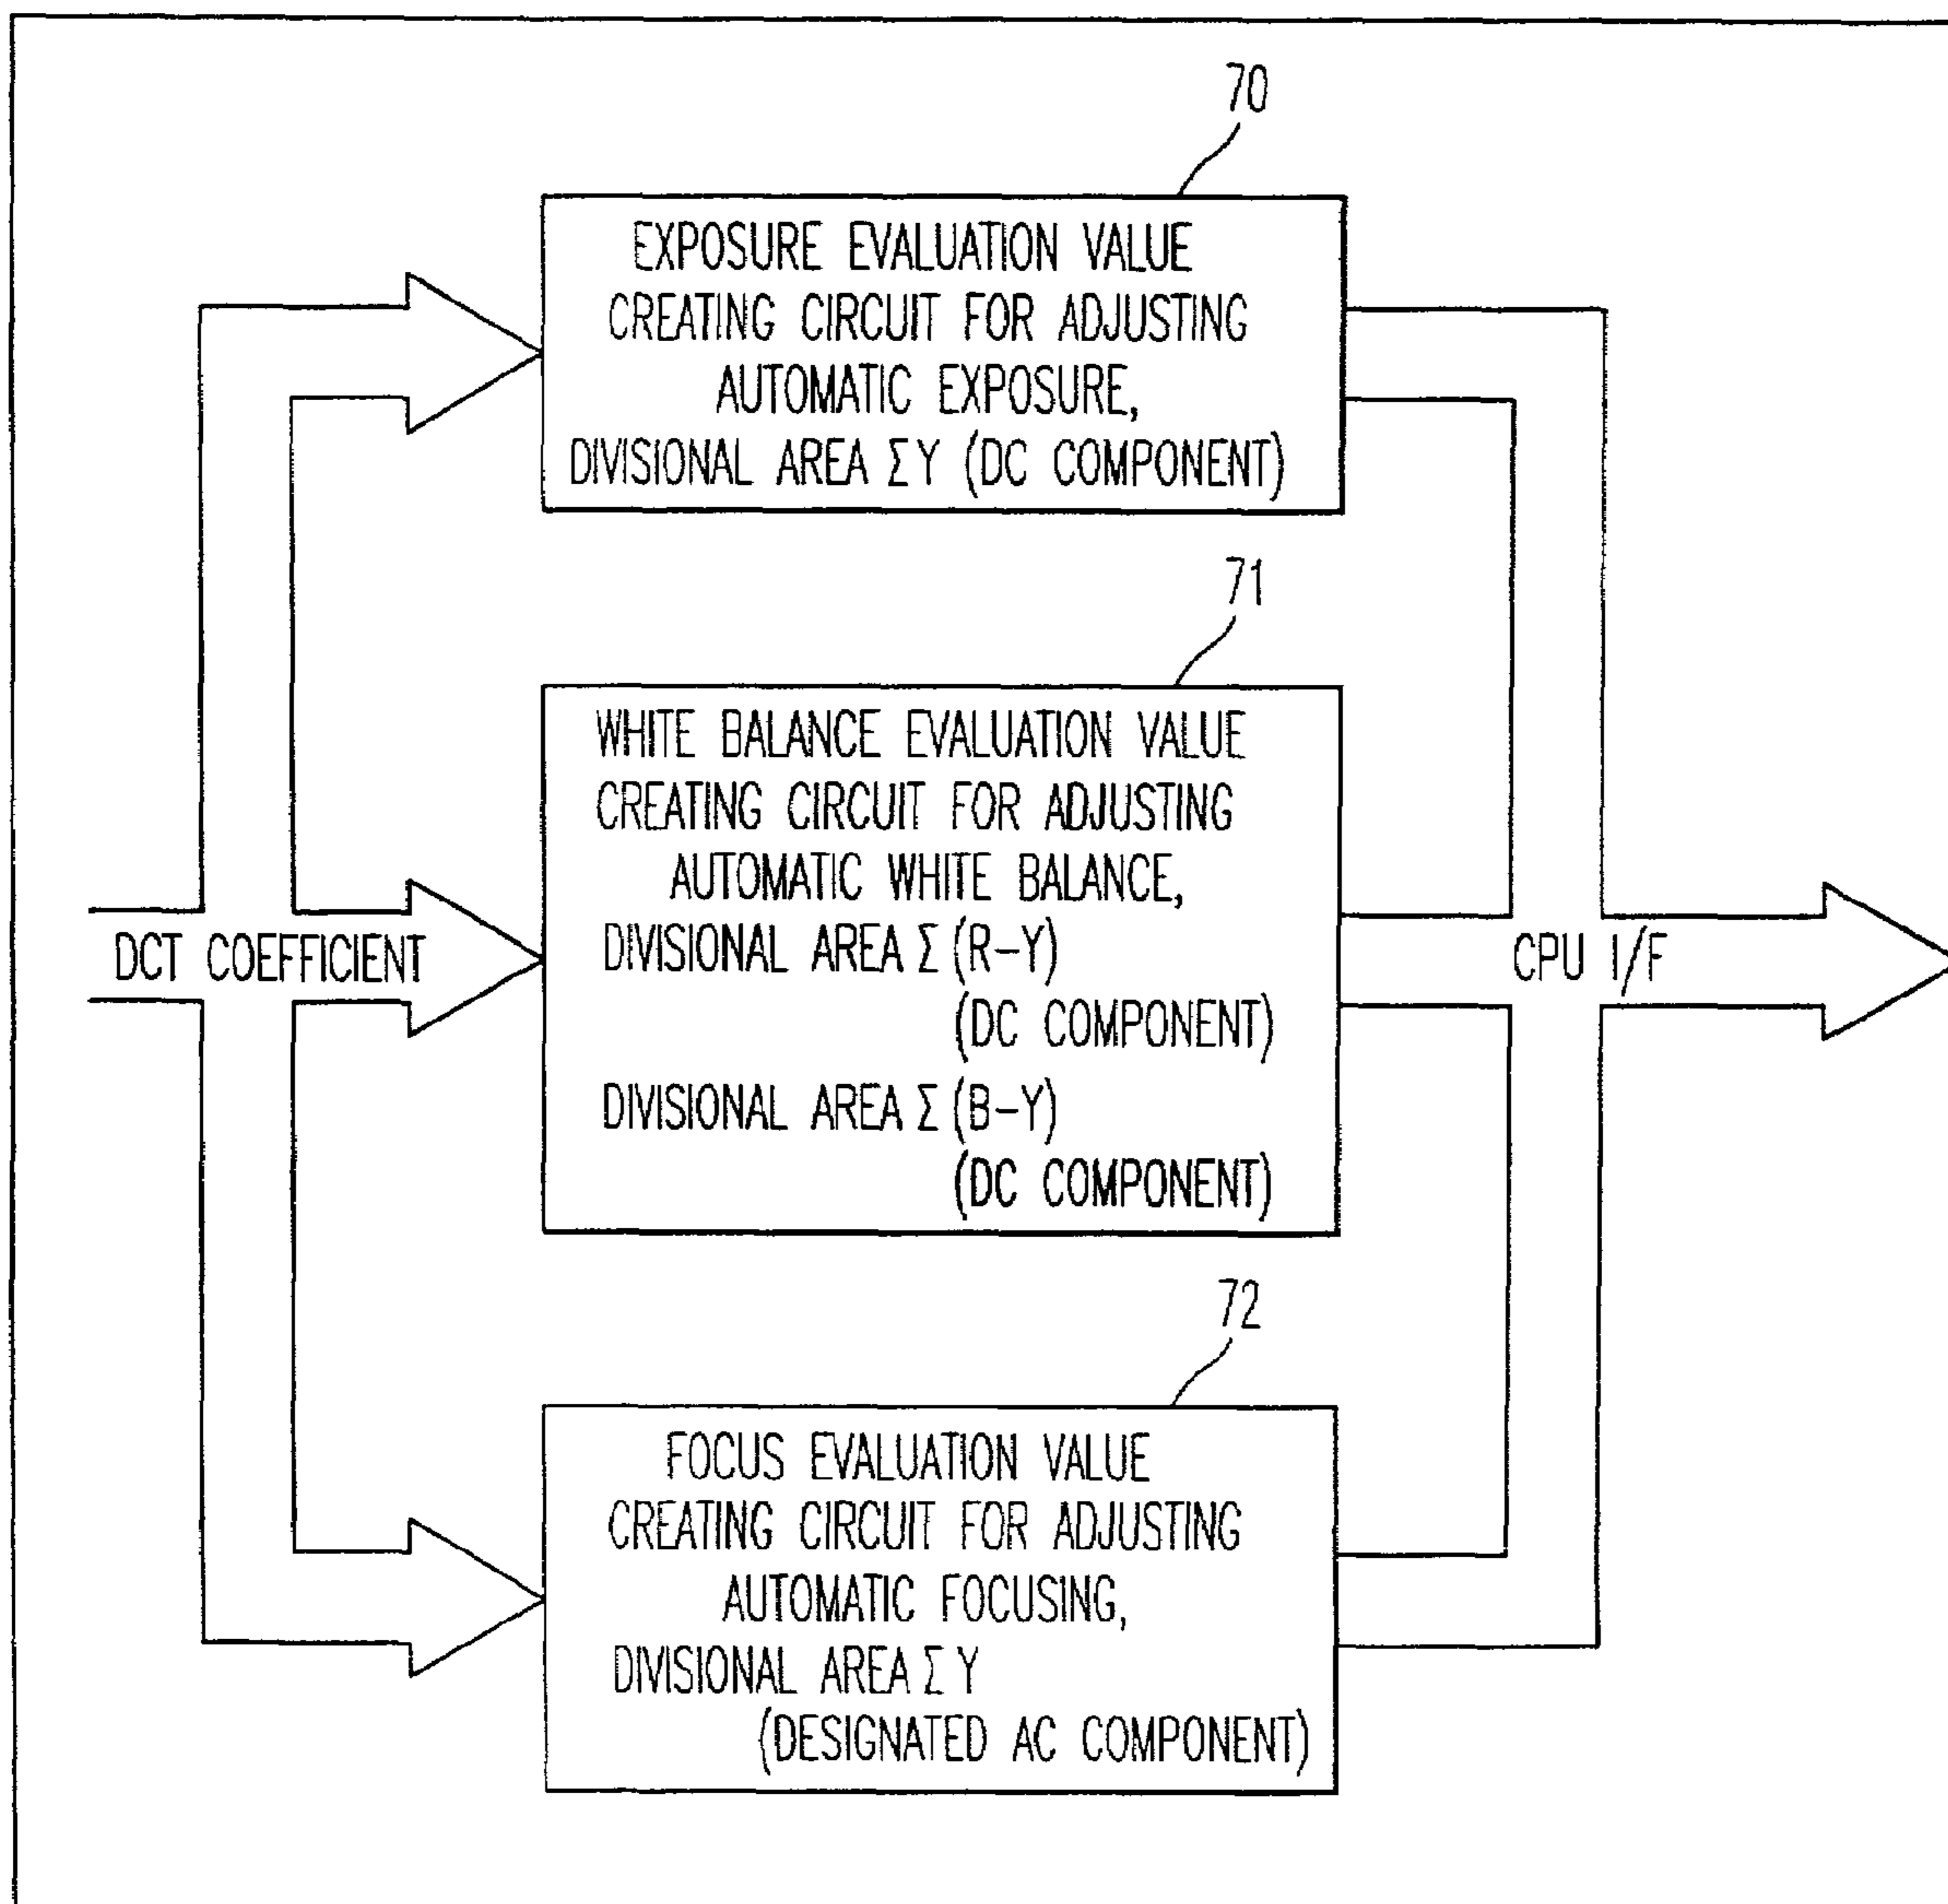 70
EXPOSURE EVALUATION VALUE
CREATING CIRCUIT FOR ADJUSTING
AUTOMATIC EXPOSURE,
DIVISIONAL AREA Σ Y (DC COMPONENT)
71
WHITE BALANCE EVALUATION VALUE
CREATING CIRCUIT FOR ADJUSTING
AUTOMATIC WHITE BALANCE,
DIVISIONAL AREA Σ (R-Y)
(DC COMPONENT)
DIVISIONAL AREA Σ (B-Y)
(DC COMPONENT)
DCT COEFFICIENT
CPU I/F
72
FOCUS EVALUATION VALUE
CREATING CIRCUIT FOR ADJUSTING
AUTOMATIC FOCUSING,
DIVISIONAL AREA Σ Y
(DESIGNATED AC COMPONENT)